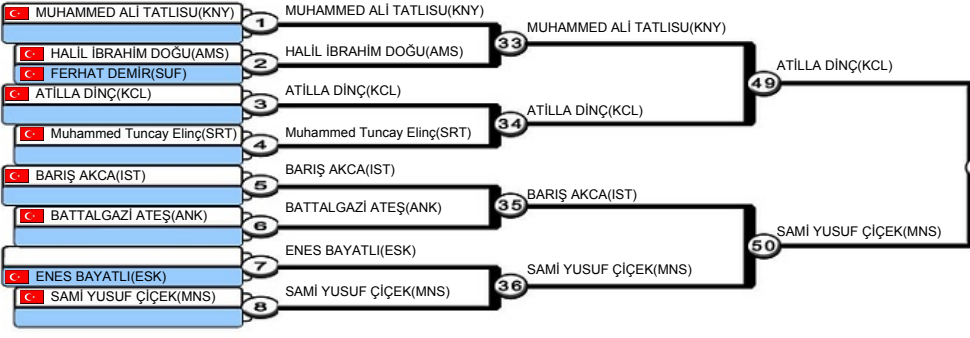 MUHAMMED ALİ TATLISU(KNY)
1
MUHAMMED ALİ TATLISU(KNY)
HALİL İBRAHİM DOĞU(AMS)
FERHAT DEMİR(SUF)
2
HALİL İBRAHİM DOĞU(AMS)
33
MUHAMMED ALİ TATLISU(KNY)
ATİLLA DİNÇ(KCL)
3
ATİLLA DİNÇ(KCL)
Muhammed Tuncay Elinç(SRT)
4
Muhammed Tuncay Elinç(SRT)
34
ATİLLA DİNÇ(KCL)
49
ATİLLA DİNÇ(KCL)
BARIŞ AKCA(IST)
5
BARIŞ AKCA(IST)
BATTALGAZİ ATEŞ(ANK)
6
BATTALGAZİ ATEŞ(ANK)
35
BARIŞ AKCA(IST)
ENES BAYATLI(ESK)
7
ENES BAYATLI(ESK)
SAMİ YUSUF ÇİÇEK(MNS)
8
SAMİ YUSUF ÇİÇEK(MNS)
36
SAMİ YUSUF ÇİÇEK(MNS)
50
SAMİ YUSUF ÇİÇEK(MNS)